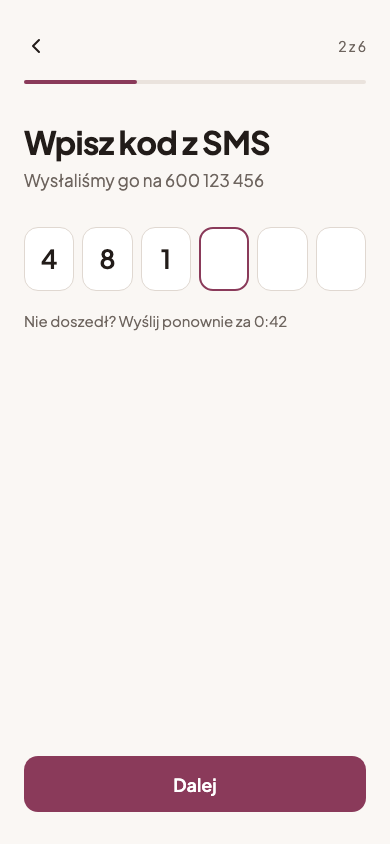 2 z 6
Wpisz kod z SMS
Wysłaliśmy go na 600 123 456
4 8 1
Nie doszedł? Wyślij ponownie za 0:42
Dalej